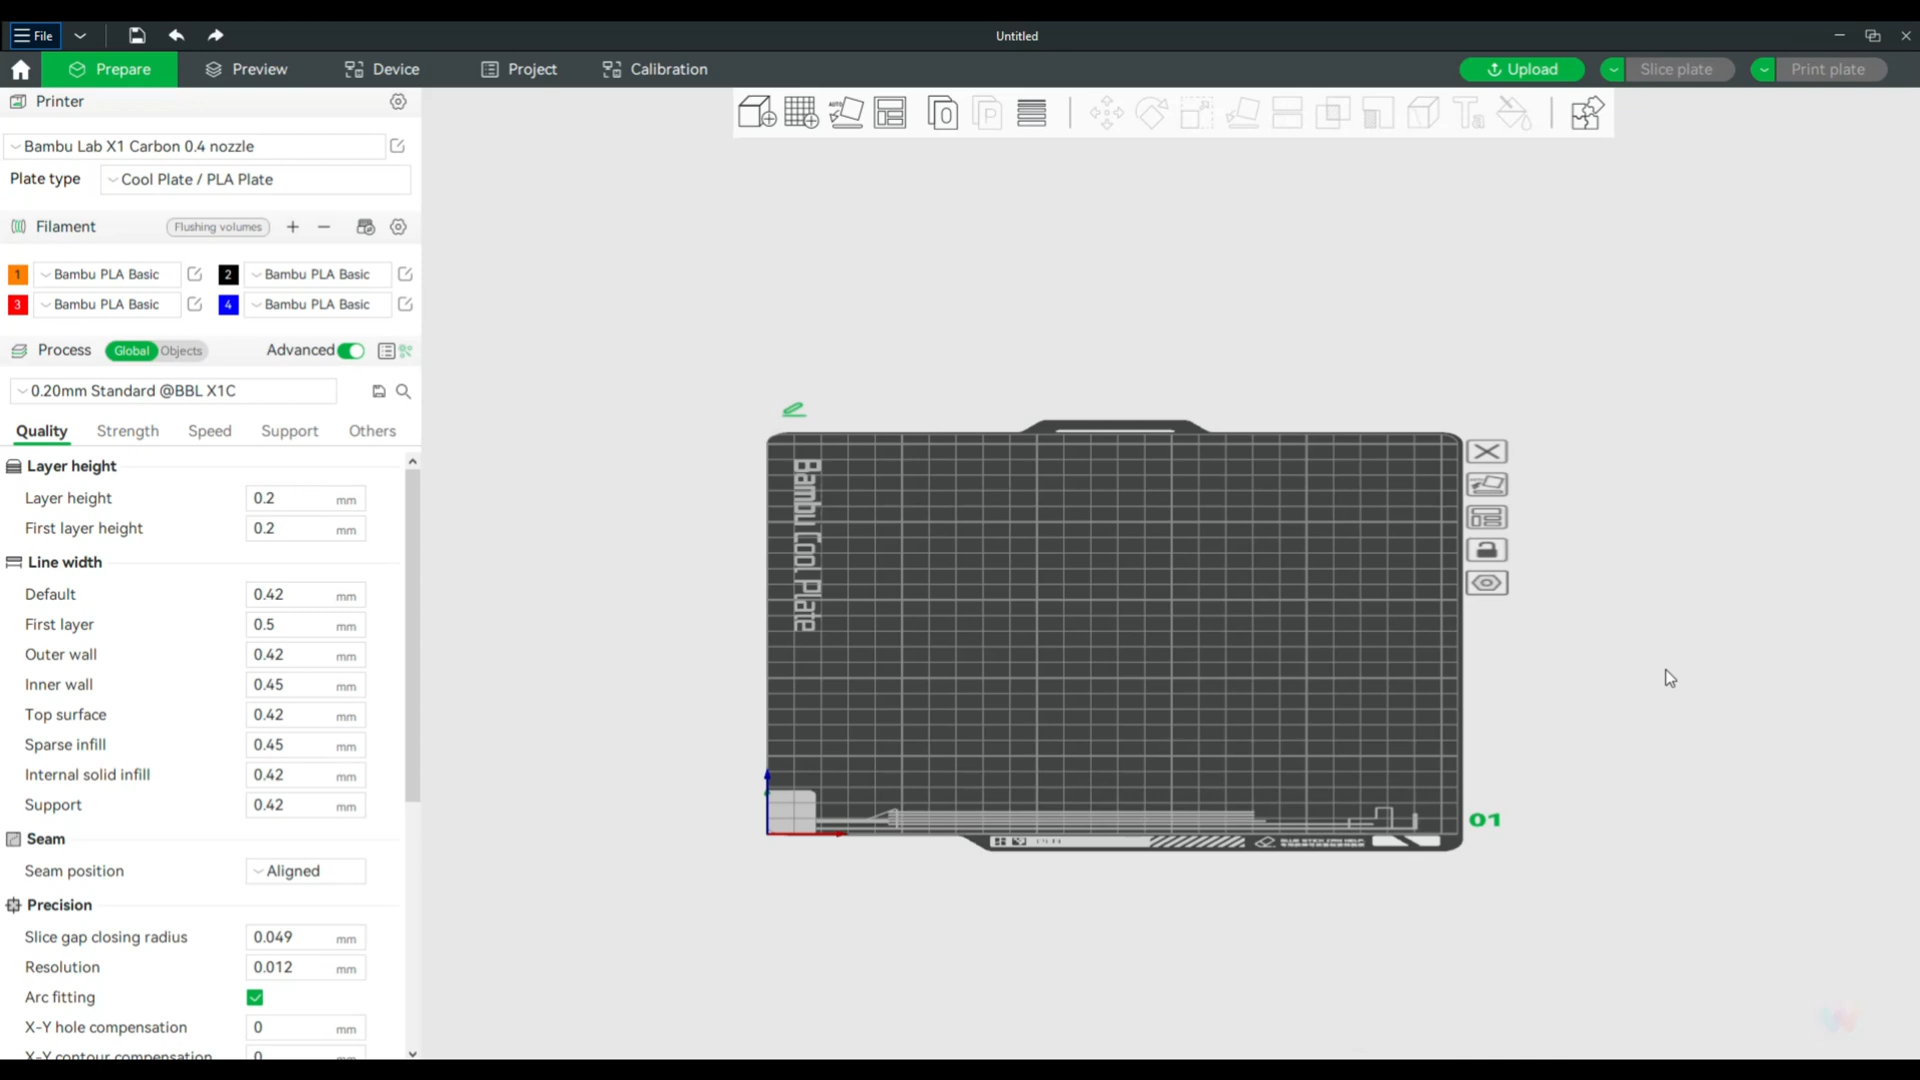 File
Untitled
Prepare
Preview
Device
Project
Calibration
Upload
Slice plate
Print plate
Printer
Bambu Lab X1 Carbon 0.4 nozzle
Plate type
Cool Plate / PLA Plate
Filament
Flushing volumes
1 Bambu PLA Basic
2 Bambu PLA Basic
3 Bambu PLA Basic
4 Bambu PLA Basic
Process
Global Objects
Advanced
0.20mm Standard @BBL X1C
Quality
Strength
Speed
Support
Others
Layer height
Layer height 0.2 mm
First layer height 0.2 mm
Line width
Default 0.42 mm
First layer 0.5 mm
Outer wall 0.42 mm
Inner wall 0.45 mm
Top surface 0.42 mm
Sparse infill 0.45 mm
Internal solid infill 0.42 mm
Support 0.42 mm
Seam
Seam position Aligned
Precision
Slice gap closing radius 0.049 mm
Resolution 0.012 mm
Arc fitting
X-Y hole compensation 0 mm
X-Y contour compensation 0 mm
AUTO
Bambu Cool Plate
01